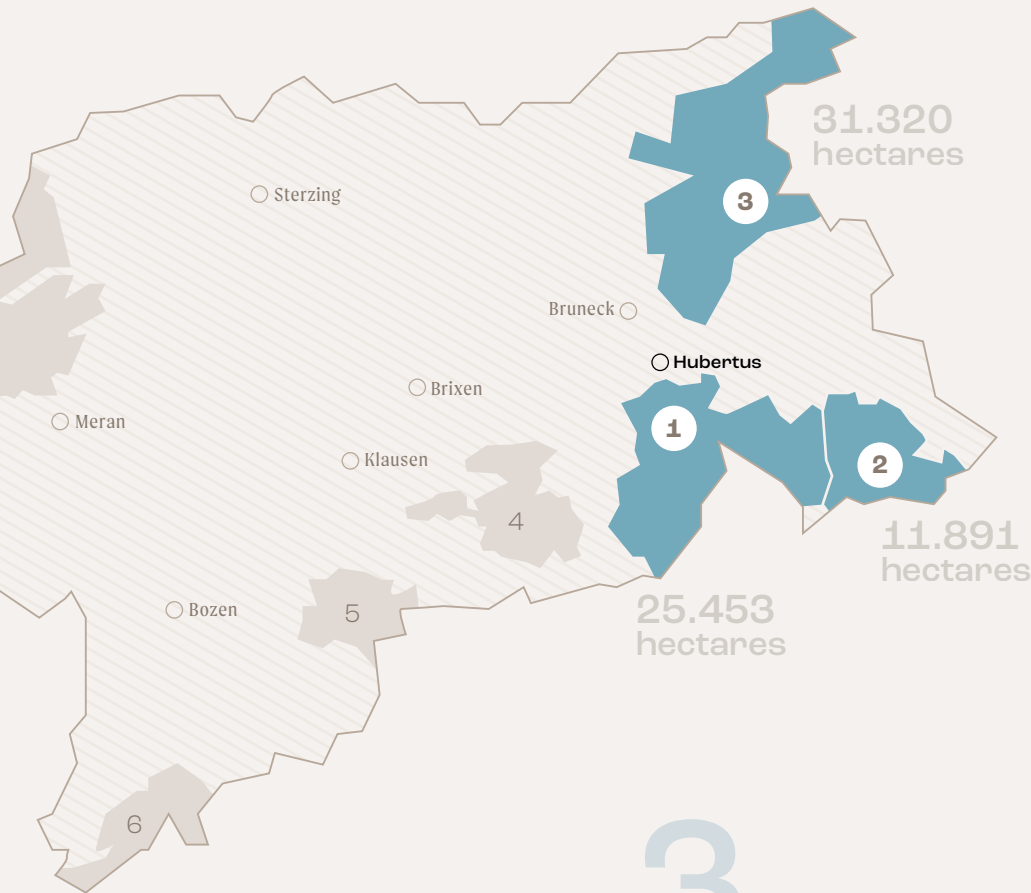 31.320
hectares
Sterzing
3
Bruneck
Hubertus
Brixen
Meran
1
Klausen
2
4
11.891
hectares
25.453
hectares
Bozen
5
6
3